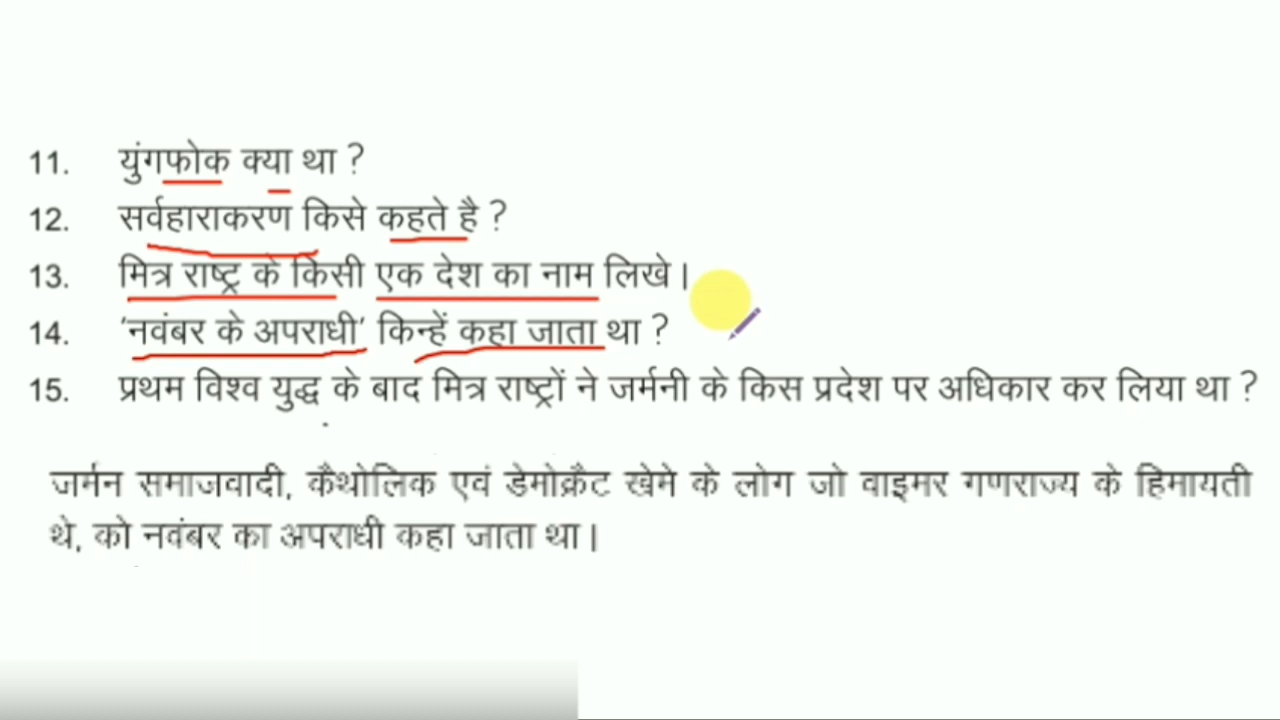 11. युंगफोक क्या था ?
12. सर्वहाराकरण किसे कहते है ?
13. मित्र राष्ट्र के किसी एक देश का नाम लिखे।
14. 'नवंबर के अपराधी' किन्हें कहा जाता था ?
15. प्रथम विश्व युद्ध के बाद मित्र राष्ट्रों ने जर्मनी के किस प्रदेश पर अधिकार कर लिया था ?
जर्मन समाजवादी, कैथोलिक एवं डेमोक्रैट खेमे के लोग जो वाइमर गणराज्य के हिमायती
थे, को नवंबर का अपराधी कहा जाता था।